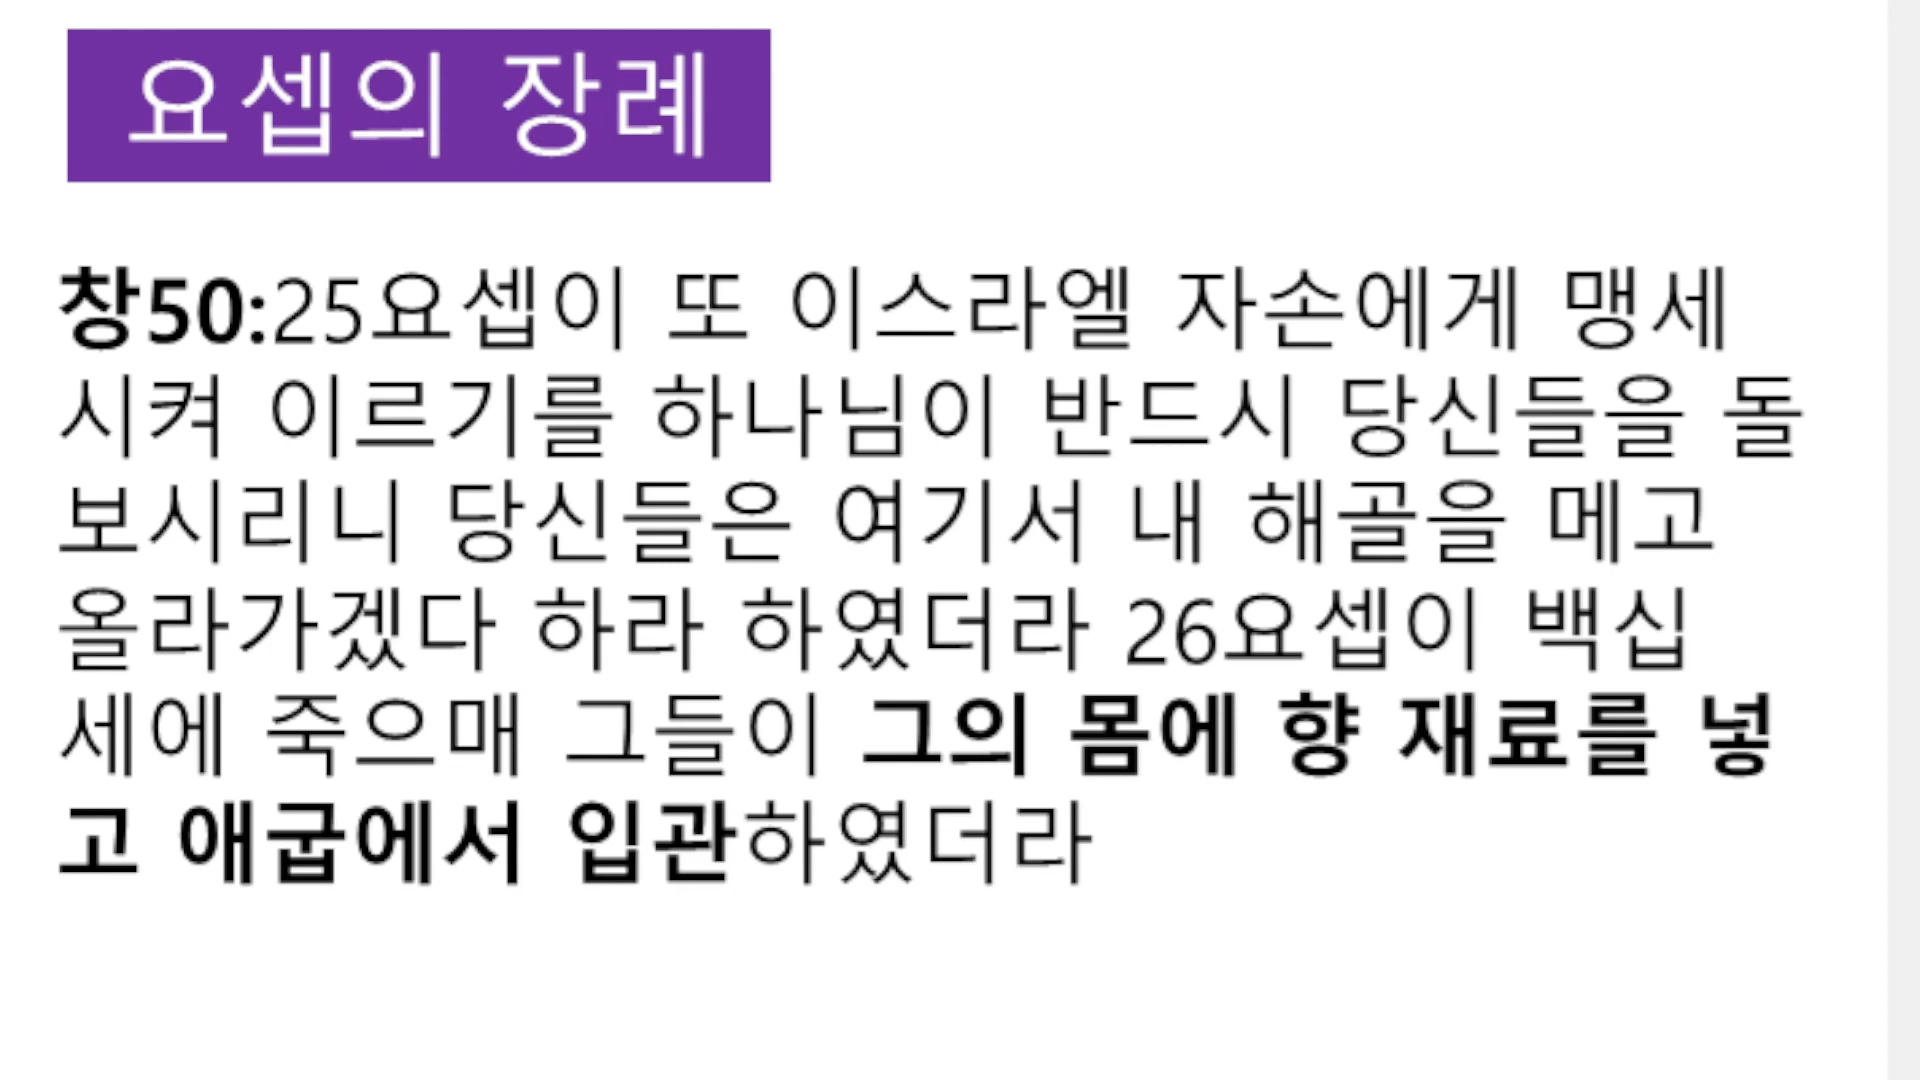 요셉의 장례
창50:25요셉이 또 이스라엘 자손에게 맹세
시켜 이르기를 하나님이 반드시 당신들을 돌
보시리니 당신들은 여기서 내 해골을 메고
올라가겠다 하라 하였더라 26요셉이 백십
세에 죽으매 그들이 그의 몸에 향 재료를 넣
고 애굽에서 입관하였더라